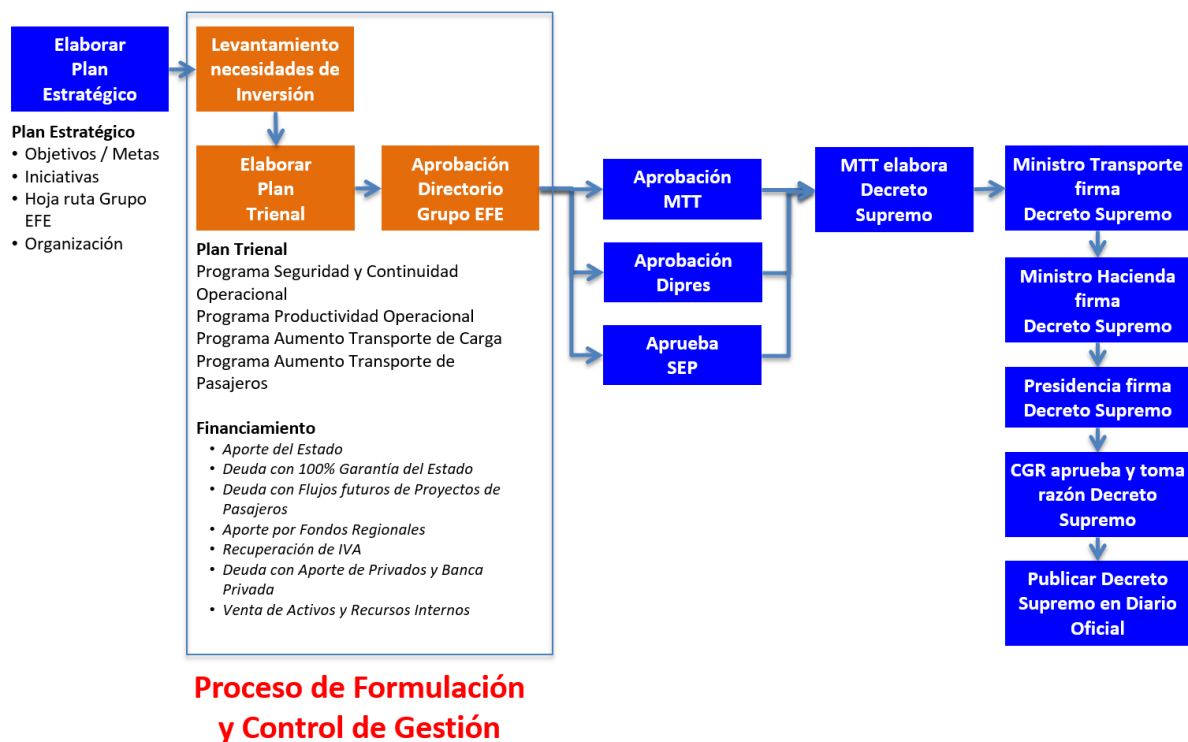 Elaborar
Plan
Estratégico
Plan Estratégico
• Objetivos / Metas
• Iniciativas
• Hoja ruta Grupo
EFE
• Organización
Levantamiento
necesidades de
Inversión
Elaborar
Plan
Trienal
Aprobación
Directorio
Grupo EFE
Plan Trienal
Programa Seguridad y Continuidad
Operacional
Programa Productividad Operacional
Programa Aumento Transporte de Carga
Programa Aumento Transporte de
Pasajeros
Financiamiento
• Aporte del Estado
• Deuda con 100% Garantía del Estado
• Deuda con Flujos futuros de Proyectos de
Pasajeros
• Aporte por Fondos Regionales
• Recuperación de IVA
• Deuda con Aporte de Privados y Banca
Privada
• Venta de Activos y Recursos Internos
Proceso de Formulación
y Control de Gestión
Aprobación
MTT
Aprobación
Dipres
Aprueba
SEP
MTT elabora
Decreto
Supremo
Ministro Transporte
firma
Decreto Supremo
Ministro Hacienda
firma
Decreto Supremo
Presidencia firma
Decreto Supremo
CGR aprueba y toma
razón Decreto
Supremo
Publicar Decreto
Supremo en Diario
Oficial